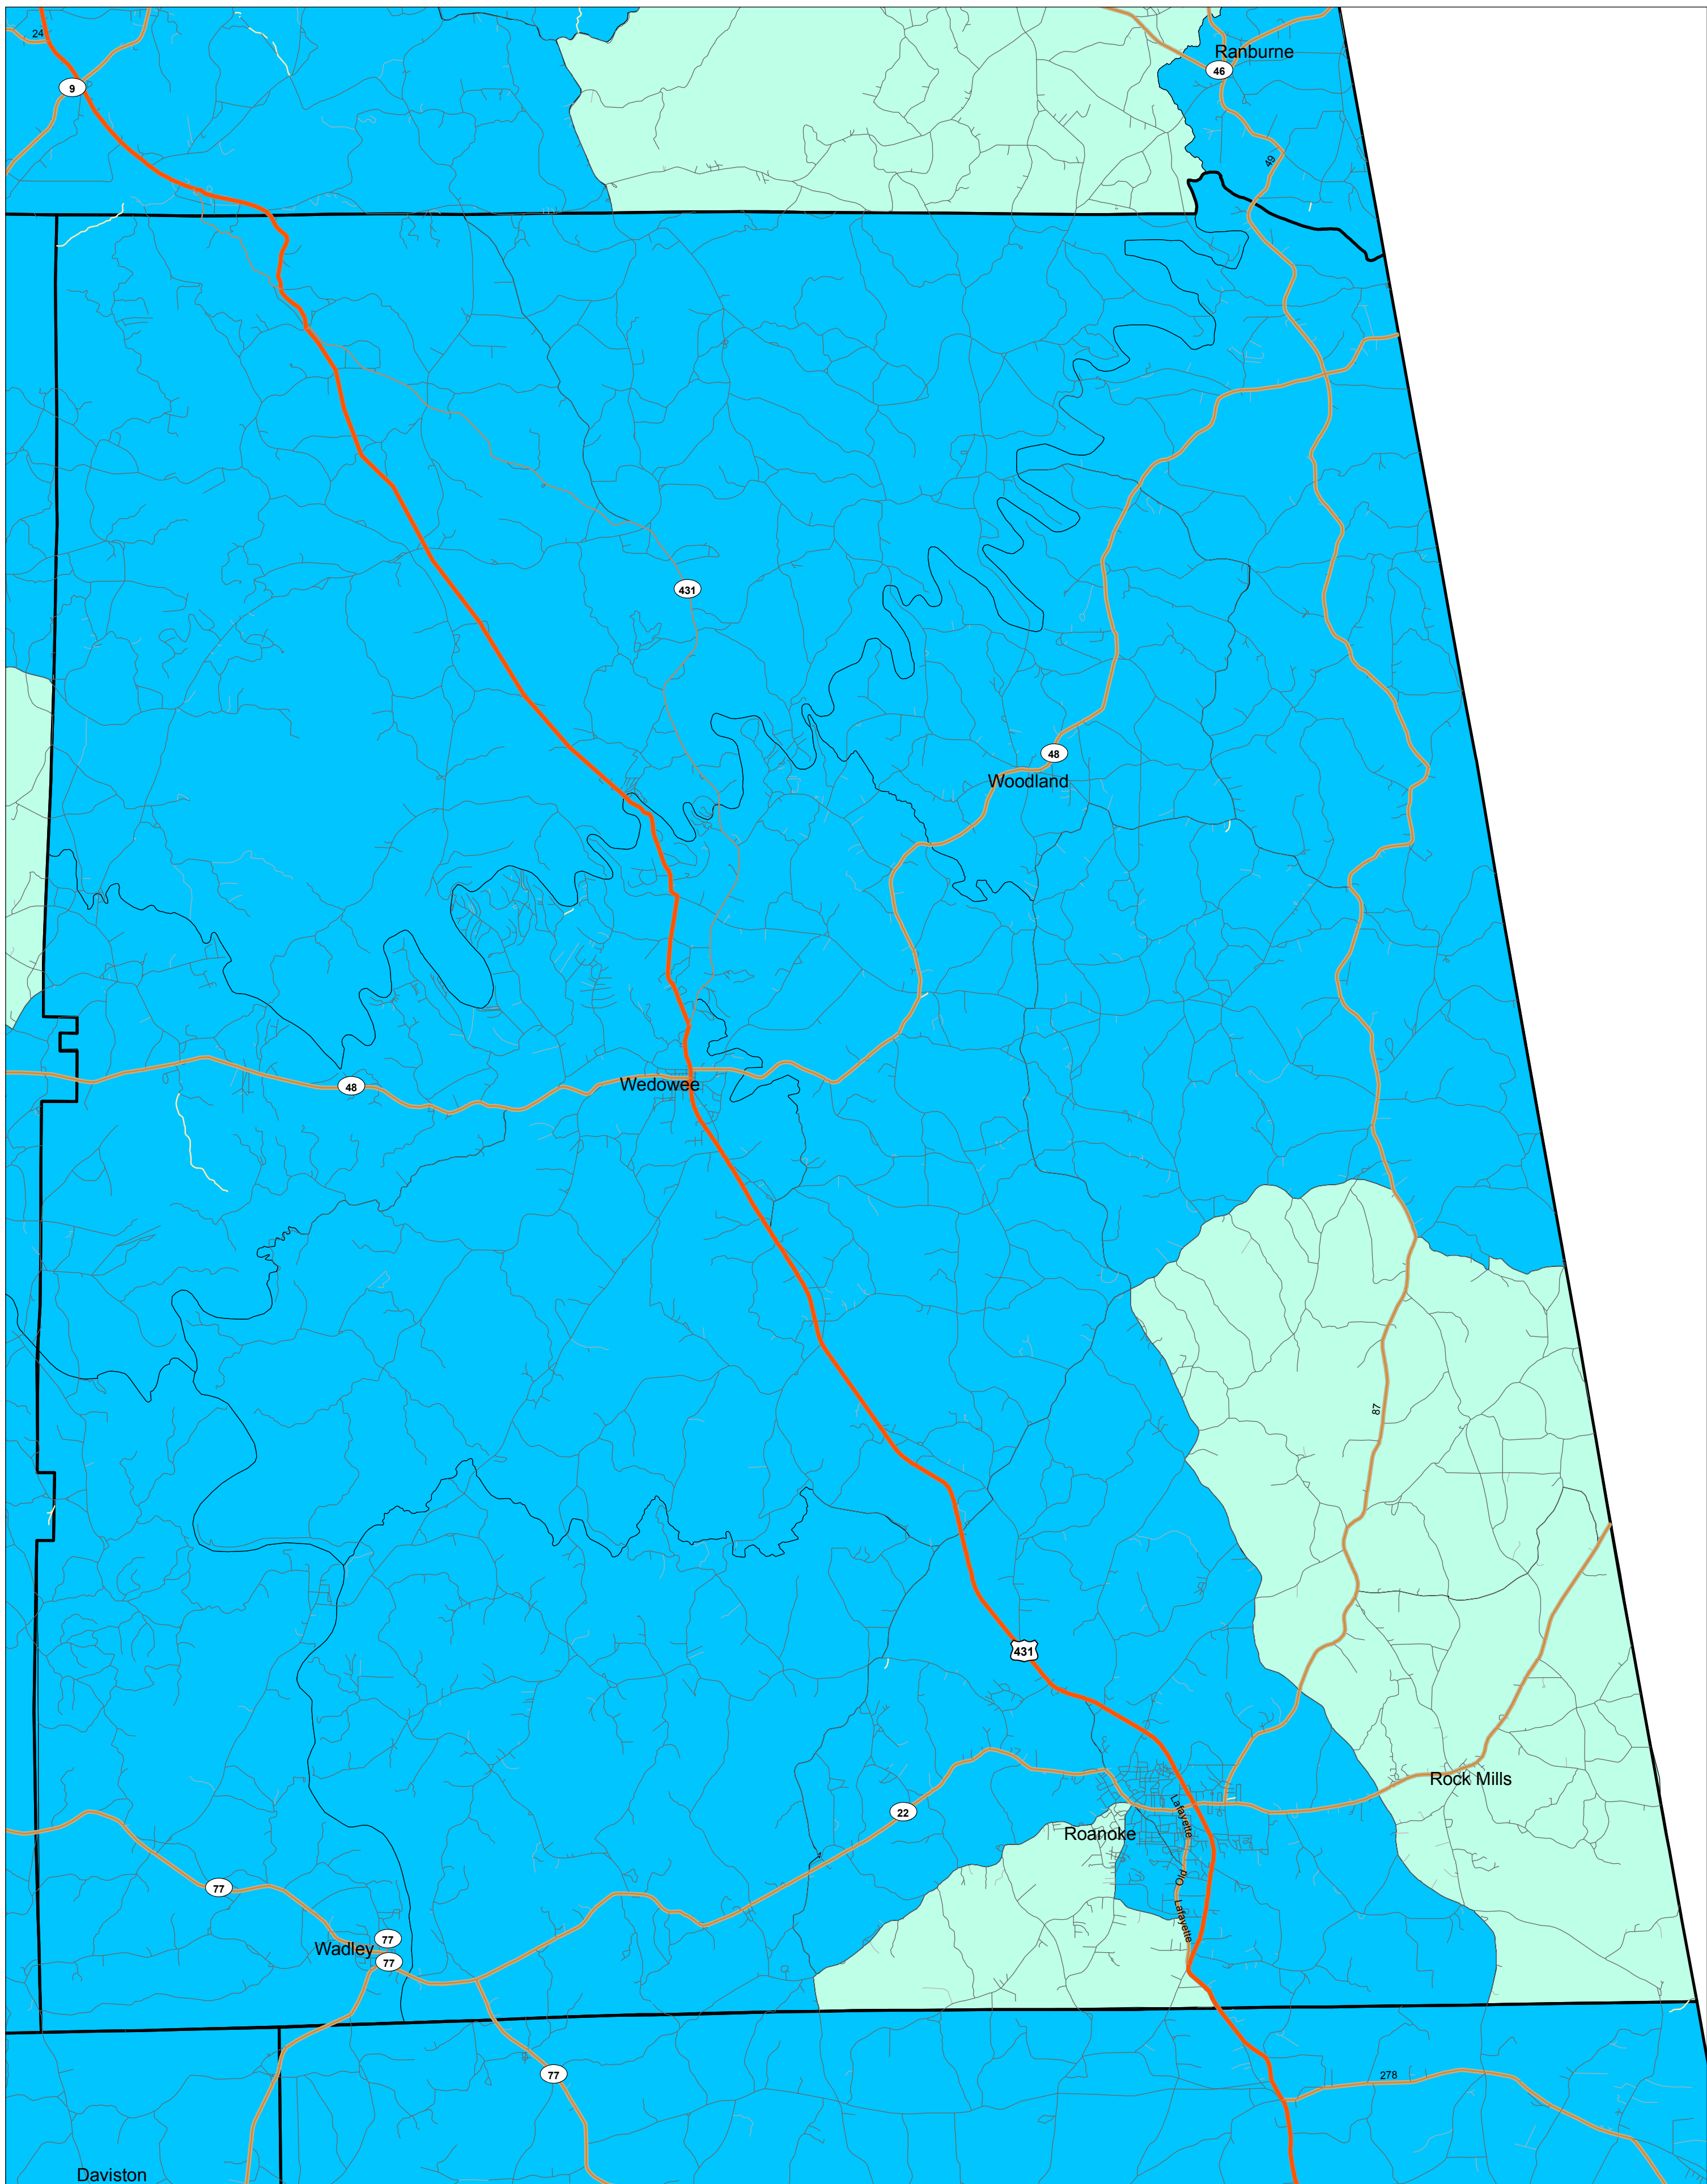 24
Ranburne
46
9
49
431
48
Woodland
48
Wedowee
87
431
Rock Mills
Lafayette
22
Roanoke
Old
Lafayette
77
77
Wadley
77
77
278
Daviston